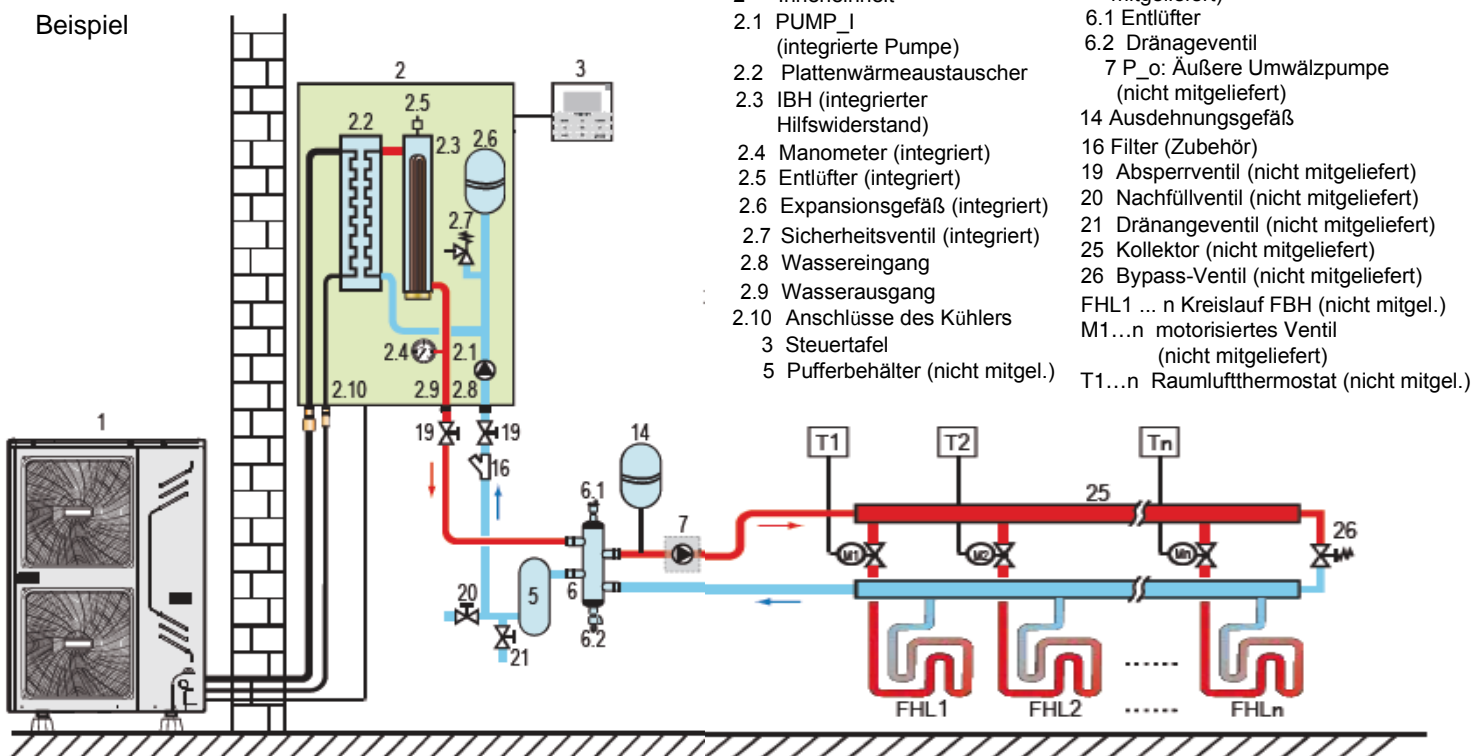 Beispiel
2 Inneneinheit
2.1 PUMP_I
(integrierte Pumpe)
2.2 Plattenwärmeaustauscher
2.3 IBH (integrierter
Hilfswiderstand)
2.4 Manometer (integriert)
2.5 Entlüfter (integriert)
2.6 Expansionsgefäß (integriert)
2.7 Sicherheitsventil (integriert)
2.8 Wassereingang
2.9 Wasserausgang
2.10 Anschlüsse des Kühlers
3 Steuertafel
5 Pufferbehälter (nicht mitgel.)
mitgeliefert)
6.1 Entlüfter
6.2 Dränageventil
7 P_o: Äußere Umwälzpumpe
(nicht mitgeliefert)
14 Ausdehnungsgefäß
16 Filter (Zubehör)
19 Absperrventil (nicht mitgeliefert)
20 Nachfüllventil (nicht mitgeliefert)
21 Dränangeventil (nicht mitgeliefert)
25 Kollektor (nicht mitgeliefert)
26 Bypass-Ventil (nicht mitgeliefert)
FHL1 ... n Kreislauf FBH (nicht mitgel.)
M1…n motorisiertes Ventil
(nicht mitgeliefert)
T1…n Raumluftthermostat (nicht mitgel.)
2
3
2.5
2.2
2.3
2.6
2.7
2.4
2.1
2.10
2.9
2.8
1
19
19
16
14
6.1
7
6
5
6.2
20
21
T1
T2
Tn
25
26
M1
M2
Mn
FHL1
FHL2
......
......
FHLn